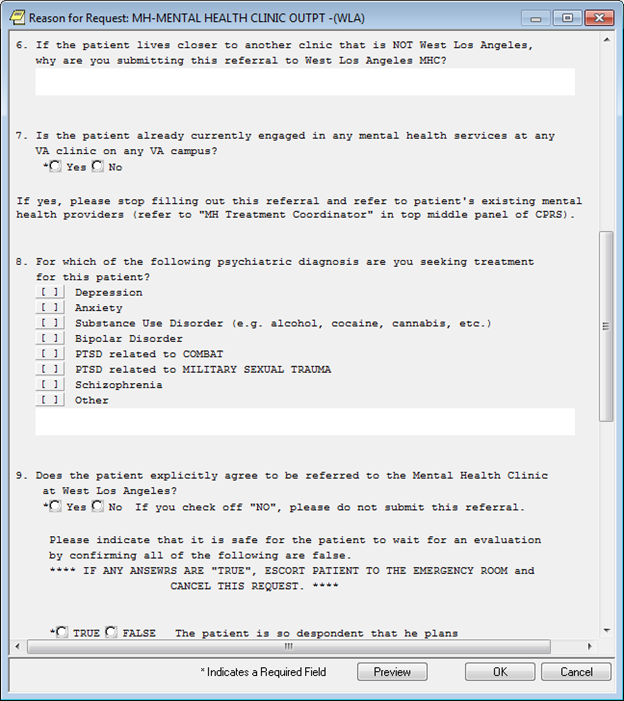 Reason for Request: MH-MENTAL HEALTH CLINIC OUTPT -(WLA)
6. If the patient lives closer to another clnic that is NOT West Los Angeles,
why are you submitting this referral to West Los Angeles MHC?
7. Is the patient already currently engaged in any mental health services at any
VA clinic on any VA campus?
* Yes No
If yes, please stop filling out this referral and refer to patient's existing mental
health providers (refer to "MH Treatment Coordinator" in top middle panel of CPRS).
8. For which of the following psychiatric diagnosis are you seeking treatment
for this patient?
[ ] Depression
[ ] Anxiety
[ ] Substance Use Disorder (e.g. alcohol, cocaine, cannabis, etc.)
[ ] Bipolar Disorder
[ ] PTSD related to COMBAT
[ ] PTSD related to MILITARY SEXUAL TRAUMA
[ ] Schizophrenia
[ ] Other
9. Does the patient explicitly agree to be referred to the Mental Health Clinic
at West Los Angeles?
* Yes No If you check off "NO", please do not submit this referral.
Please indicate that it is safe for the patient to wait for an evaluation
by confirming all of the following are false.
**** IF ANY ANSEWRS ARE "TRUE", ESCORT PATIENT TO THE EMERGENCY ROOM and
CANCEL THIS REQUEST. ****
* TRUE FALSE The patient is so despondent that he plans
* Indicates a Required Field Preview OK Cancel